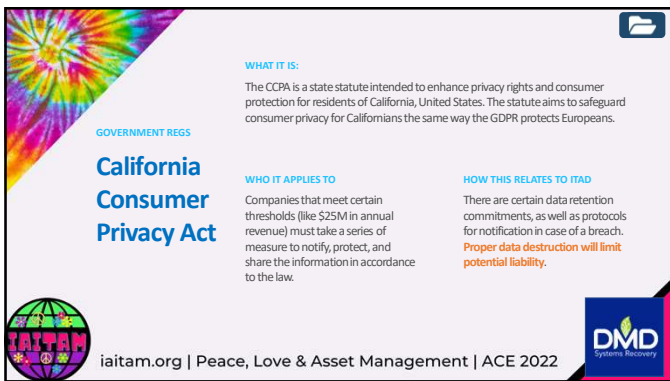 WHAT IT IS:
The CCPA is a state statute intended to enhance privacy rights and consumer
protection for residents of California, United States. The statute aims to safeguard
consumer privacy for Californians the same way the GDPR protects Europeans.
GOVERNMENT REGS
California
Consumer
Privacy Act
WHO IT APPLIES TO
Companies that meet certain
thresholds (like $25M in annual
revenue) must take a series of
measure to notify, protect, and
share the information in accordance
to the law.
HOW THIS RELATES TO ITAD
There are certain data retention
commitments, as well as protocols
for notification in case of a breach.
Proper data destruction will limit
potential liability.
IAITAM
iaitam.org | Peace, Love & Asset Management | ACE 2022
DMD
Systems Recovery